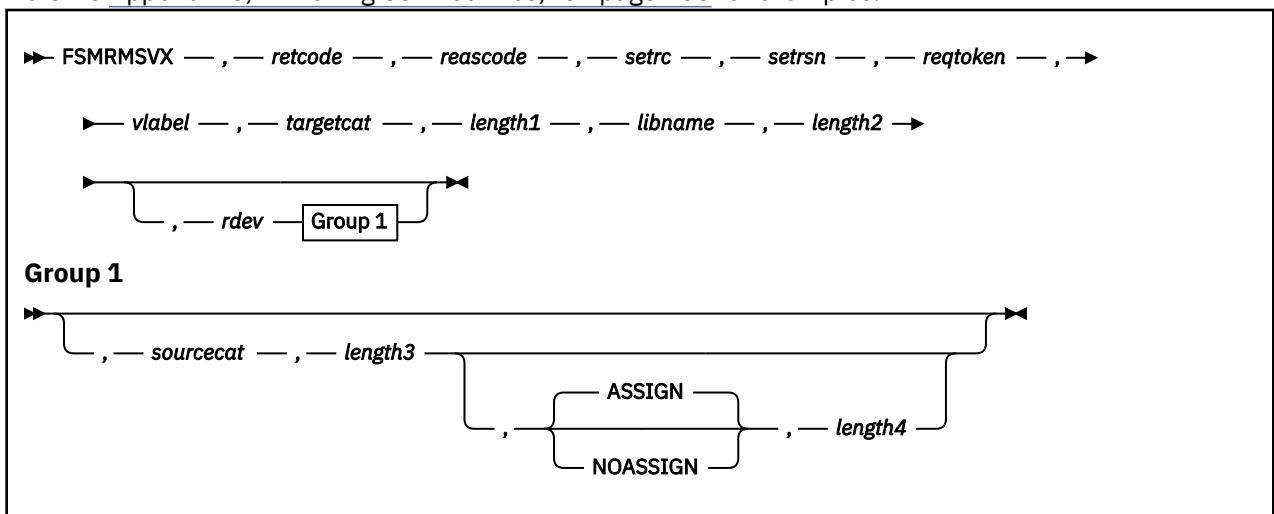 FSMRMSVX , retcode , reascode , setrc , setrsn , reqtoken ,
vlabel , targetcat , length1 , libname , length2
, rdev Group 1
Group 1
, sourcecat , length3
ASSIGN
, , length4
NOASSIGN